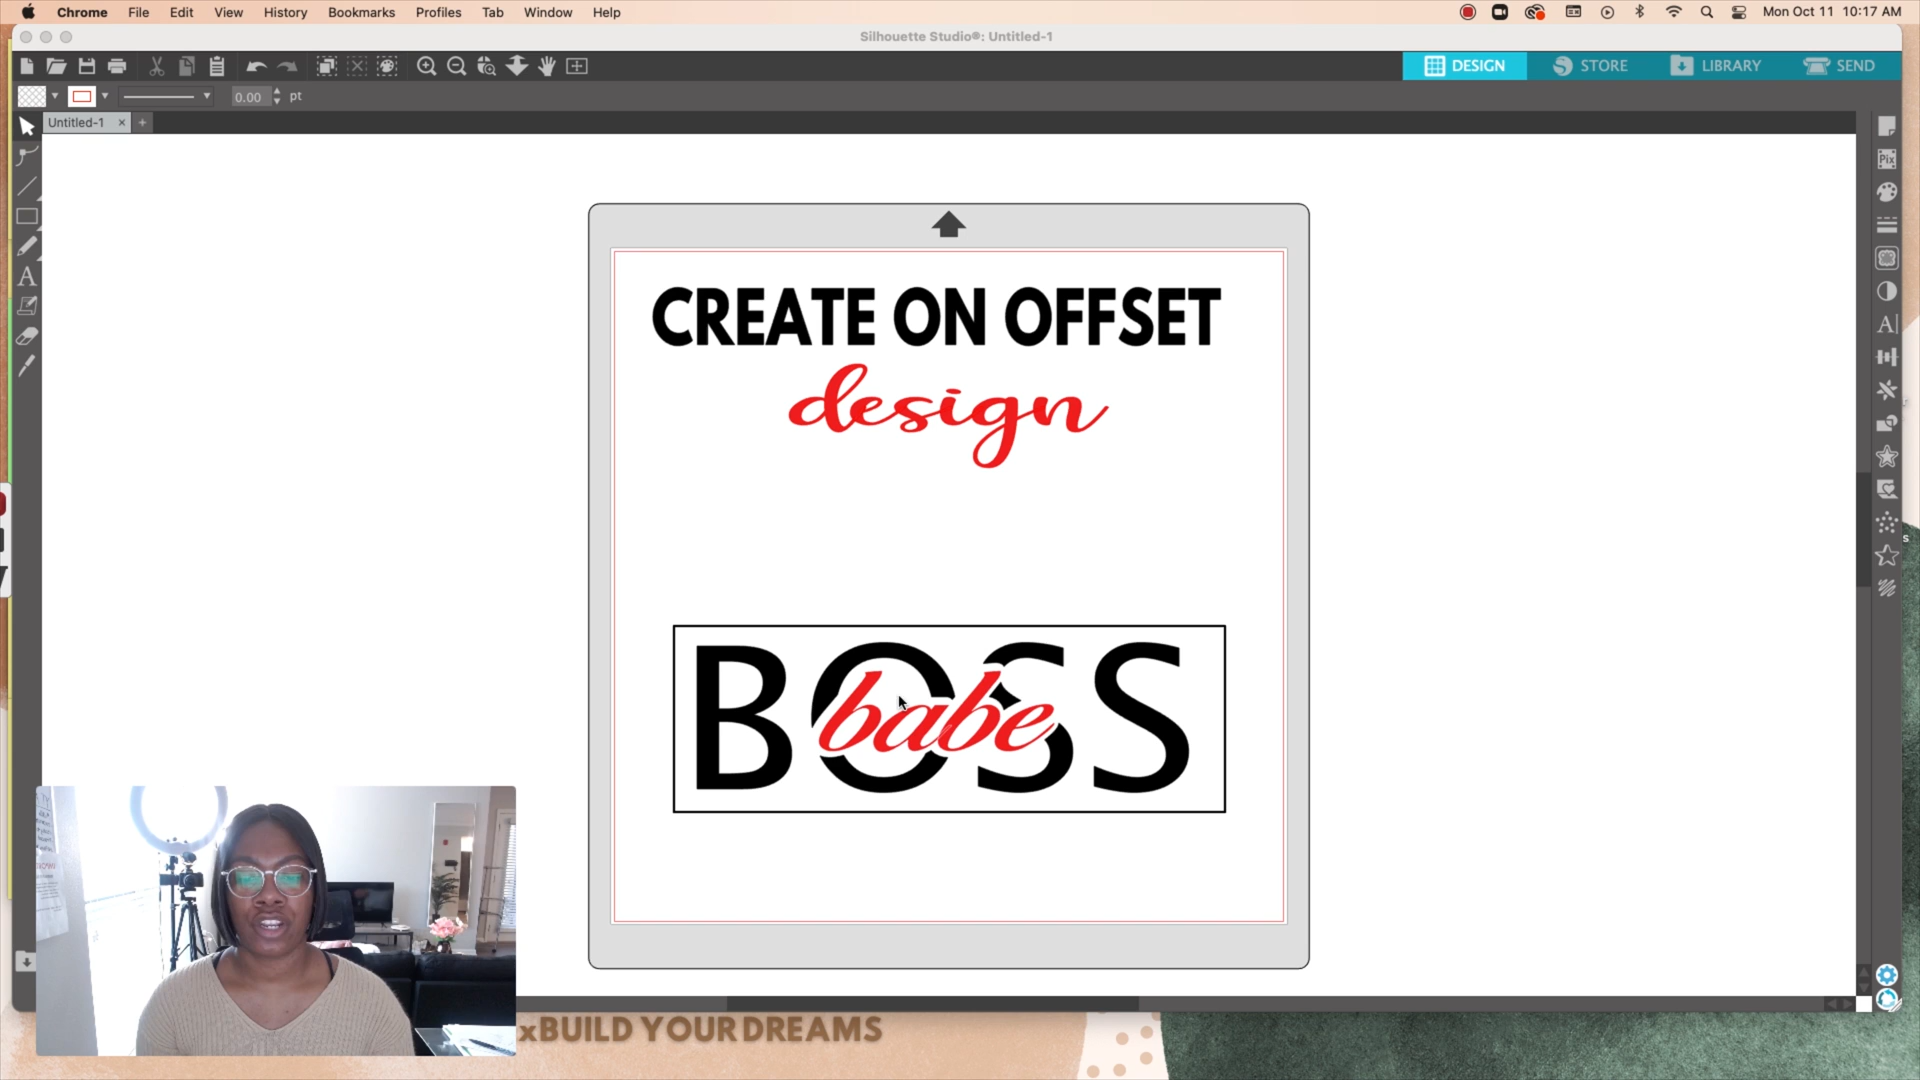 Chrome File Edit View History Bookmarks Profiles Tab Window Help Mon Oct 11 10:17 AM
Silhouette Studio®: Untitled-1
DESIGN STORE LIBRARY SEND
0.00 pt
Untitled-1
Pix
CREATE ON OFFSET
design
BOSS
babe
xBUILD YOUR DREAMS